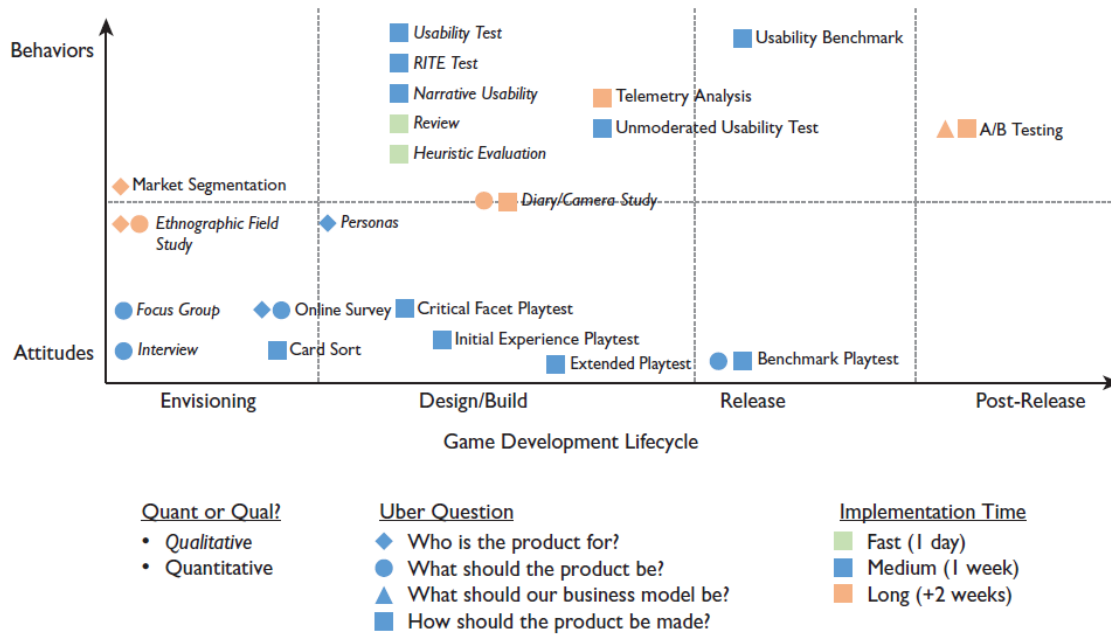 Behaviors
Usability Test
Usability Benchmark
RITE Test
Narrative Usability
Telemetry Analysis
Review
Unmoderated Usability Test
A/B Testing
Heuristic Evaluation
Market Segmentation
Diary/Camera Study
Ethnographic Field
Study
Personas
Focus Group
Online Survey
Critical Facet Playtest
Initial Experience Playtest
Attitudes
Interview
Card Sort
Extended Playtest
Benchmark Playtest
Envisioning
Design/Build
Release
Post-Release
Game Development Lifecycle
Quant or Qual?
• Qualitative
• Quantitative
Uber Question
Who is the product for?
What should the product be?
What should our business model be?
How should the product be made?
Implementation Time
Fast (1 day)
Medium (1 week)
Long (+2 weeks)